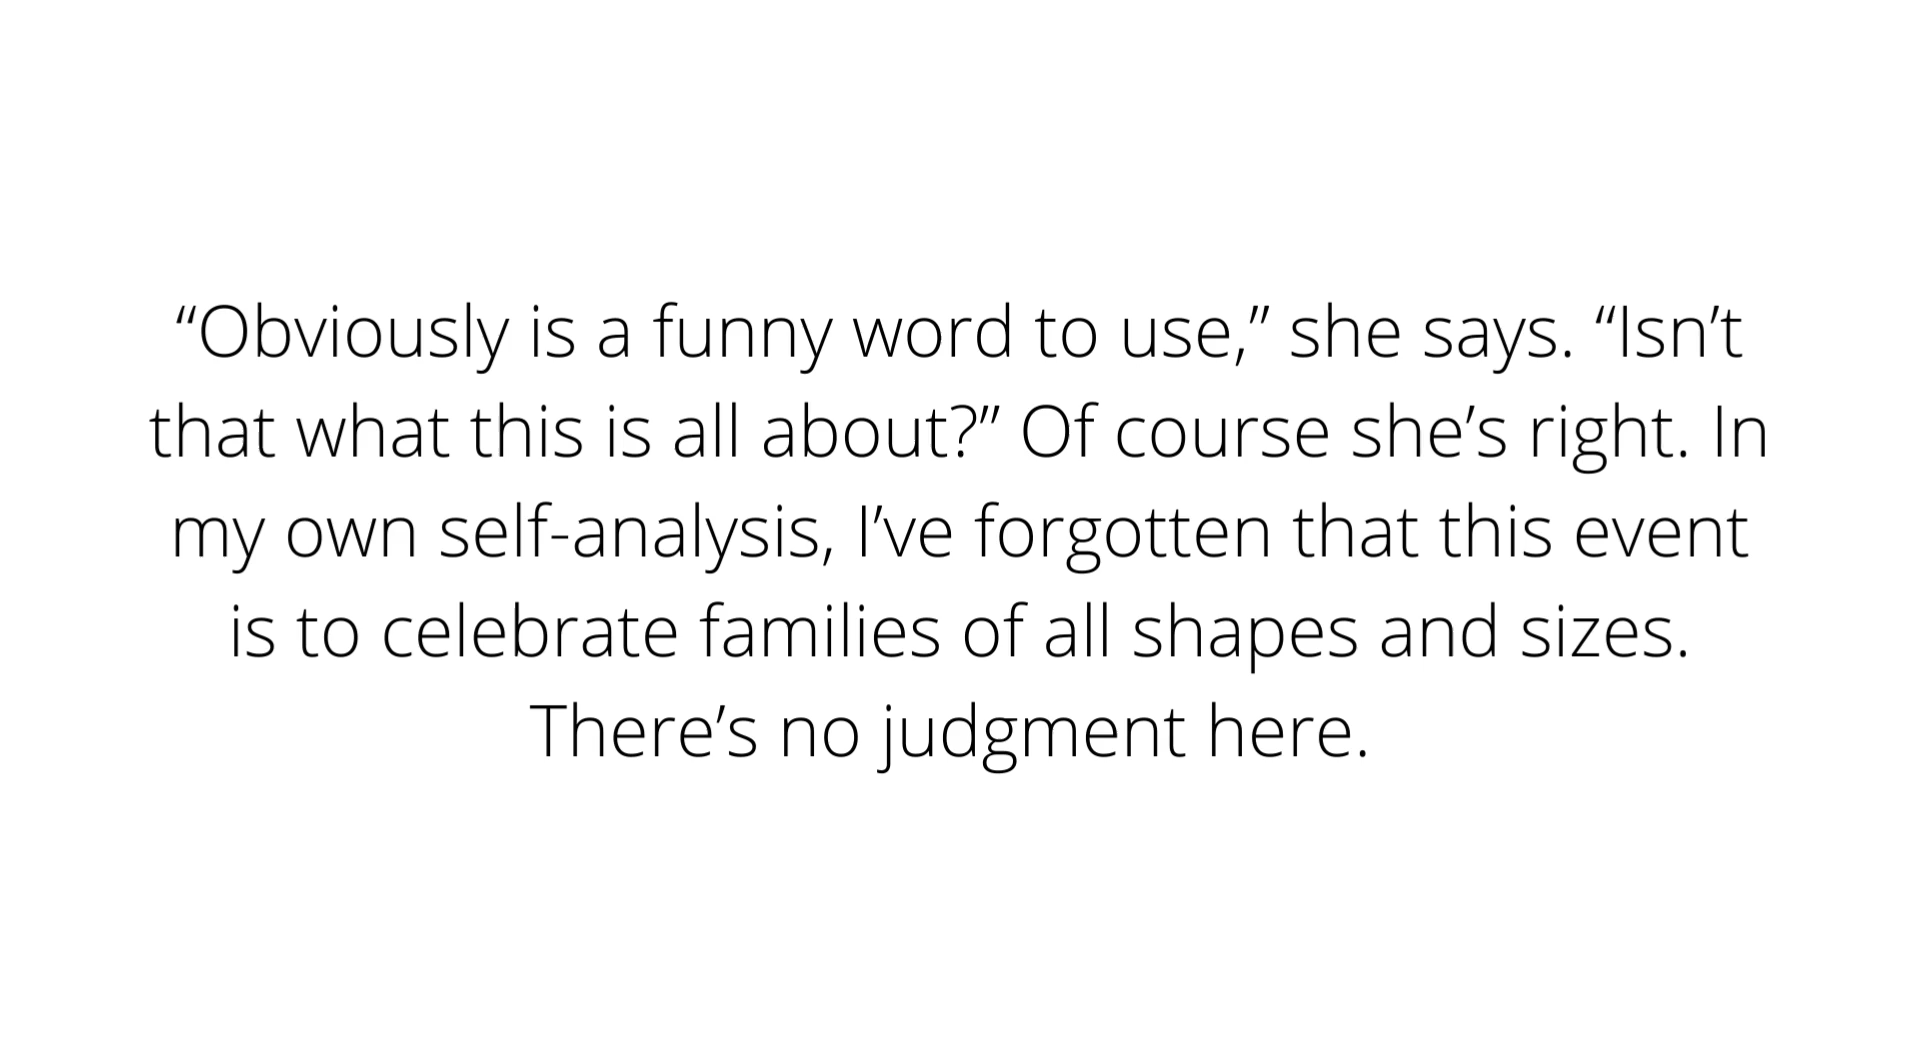 “Obviously is a funny word to use,” she says. “Isn’t
that what this is all about?” Of course she’s right. In
my own self-analysis, I’ve forgotten that this event
is to celebrate families of all shapes and sizes.
There’s no judgment here.